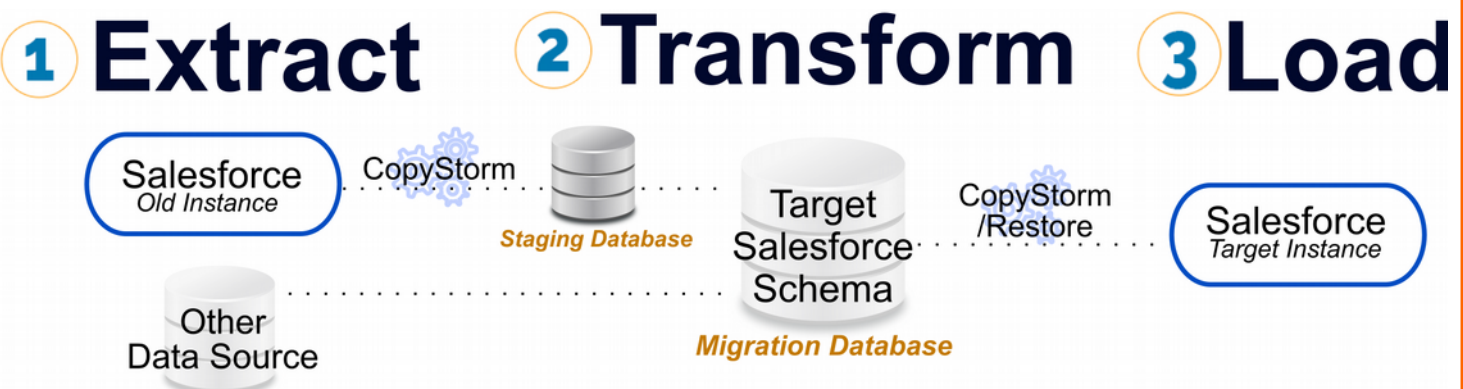 1 Extract
2 Transform
3 Load
Salesforce
Old Instance
CopyStorm
Staging Database
Other
Data Source
Target
Salesforce
Schema
Migration Database
CopyStorm
/Restore
Salesforce
Target Instance